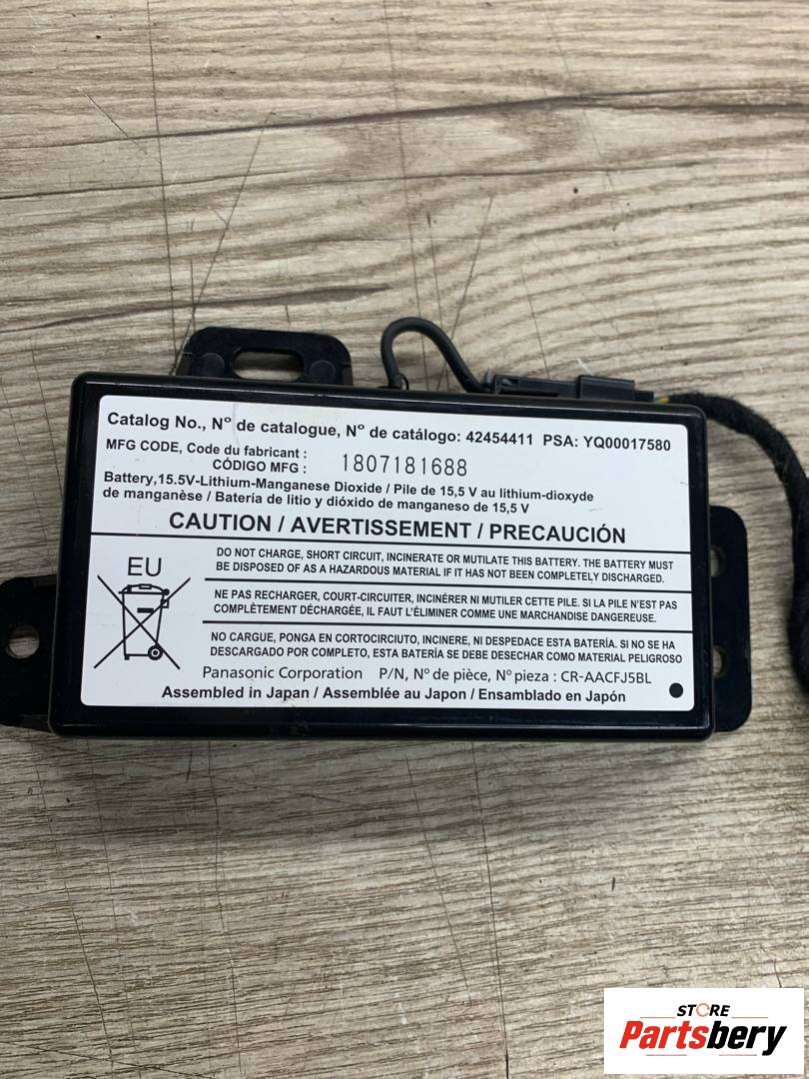 Catalog No., Nº de catalogue, Nº de catálogo: 42454411 PSA: YQ00017580
MFG CODE, Code du fabricant :
CÓDIGO MFG : 1807181688
Battery,15.5V-Lithium-Manganese Dioxide / Pile de 15,5 V au lithium-dioxyde
de manganèse / Batería de litio y dióxido de manganeso de 15,5 V
CAUTION / AVERTISSEMENT / PRECAUCIÓN
EU
DO NOT CHARGE, SHORT CIRCUIT, INCINERATE OR MUTILATE THIS BATTERY. THE BATTERY MUST
BE DISPOSED OF AS A HAZARDOUS MATERIAL IF IT HAS NOT BEEN COMPLETELY DISCHARGED.
NE PAS RECHARGER, COURT-CIRCUITER, INCINÉRER NI MUTILER CETTE PILE. SI LA PILE N'EST PAS
COMPLÈTEMENT DÉCHARGÉE, IL FAUT L'ÉLIMINER COMME UNE MARCHANDISE DANGEREUSE.
NO CARGUE, PONGA EN CORTOCIRCIUTO, INCINERE, NI DESPEDACE ESTA BATERÍA. SI NO SE HA
DESCARGADO POR COMPLETO, ESTA BATERÍA SE DEBE DESECHAR COMO MATERIAL PELIGROSO
Panasonic Corporation P/N, Nº de pièce, Nº pieza : CR-AACFJ5BL
Assembled in Japan / Assemblée au Japon / Ensamblado en Japón
STORE
Partsbery